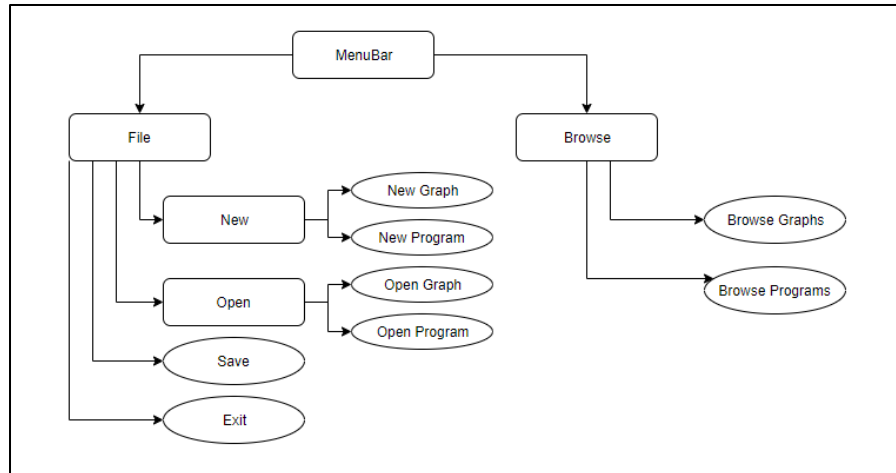 MenuBar
File
Browse
New
New Graph
New Program
Open
Open Graph
Open Program
Save
Exit
Browse Graphs
Browse Programs